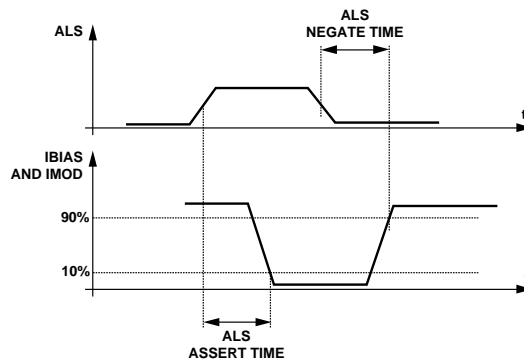 ALS
NEGATE TIME
ALS
t
IBIAS
AND IMOD
90%
10%
ALS
ASSERT TIME